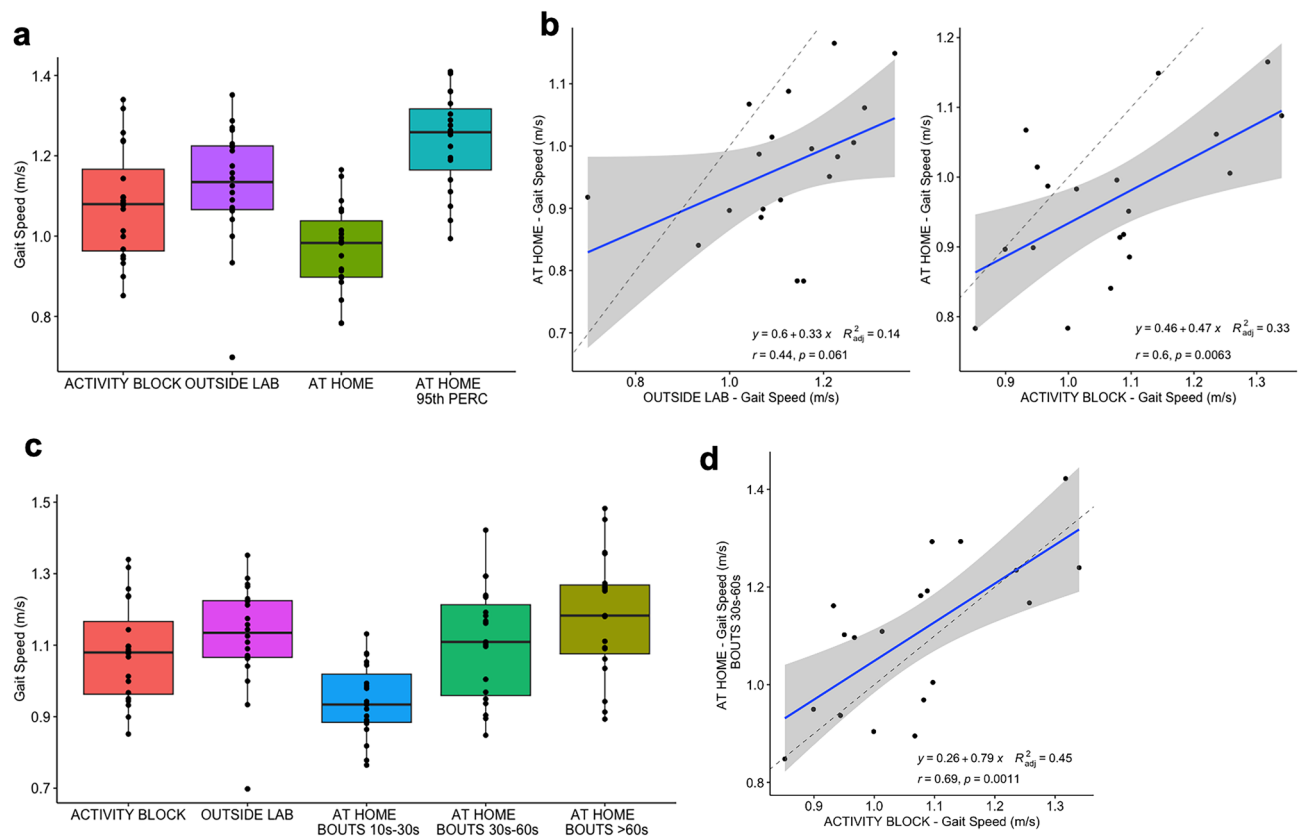 a
Gait Speed (m/s)
1.4
1.2
1.0
0.8
ACTIVITY BLOCK
OUTSIDE LAB
AT HOME
AT HOME
95th PERC
b
AT HOME - Gait Speed (m/s)
1.1
1.0
0.9
0.8
0.7
y = 0.6 + 0.33 x R²adj = 0.14
r = 0.44, p = 0.061
0.8
1.0
1.2
OUTSIDE LAB - Gait Speed (m/s)
AT HOME - Gait Speed (m/s)
1.2
1.1
1.0
0.9
0.8
y = 0.46 + 0.47 x R²adj = 0.33
r = 0.6, p = 0.0063
0.9
1.0
1.1
1.2
1.3
ACTIVITY BLOCK - Gait Speed (m/s)
c
Gait Speed (m/s)
1.5
1.3
1.1
0.9
0.7
ACTIVITY BLOCK
OUTSIDE LAB
AT HOME
BOUTS 10s-30s
AT HOME
BOUTS 30s-60s
AT HOME
BOUTS >60s
d
AT HOME - Gait Speed (m/s)
BOUTS 30s-60s
1.4
1.2
1.0
0.8
y = 0.26 + 0.79 x R²adj = 0.45
r = 0.69, p = 0.0011
0.9
1.0
1.1
1.2
1.3
ACTIVITY BLOCK - Gait Speed (m/s)